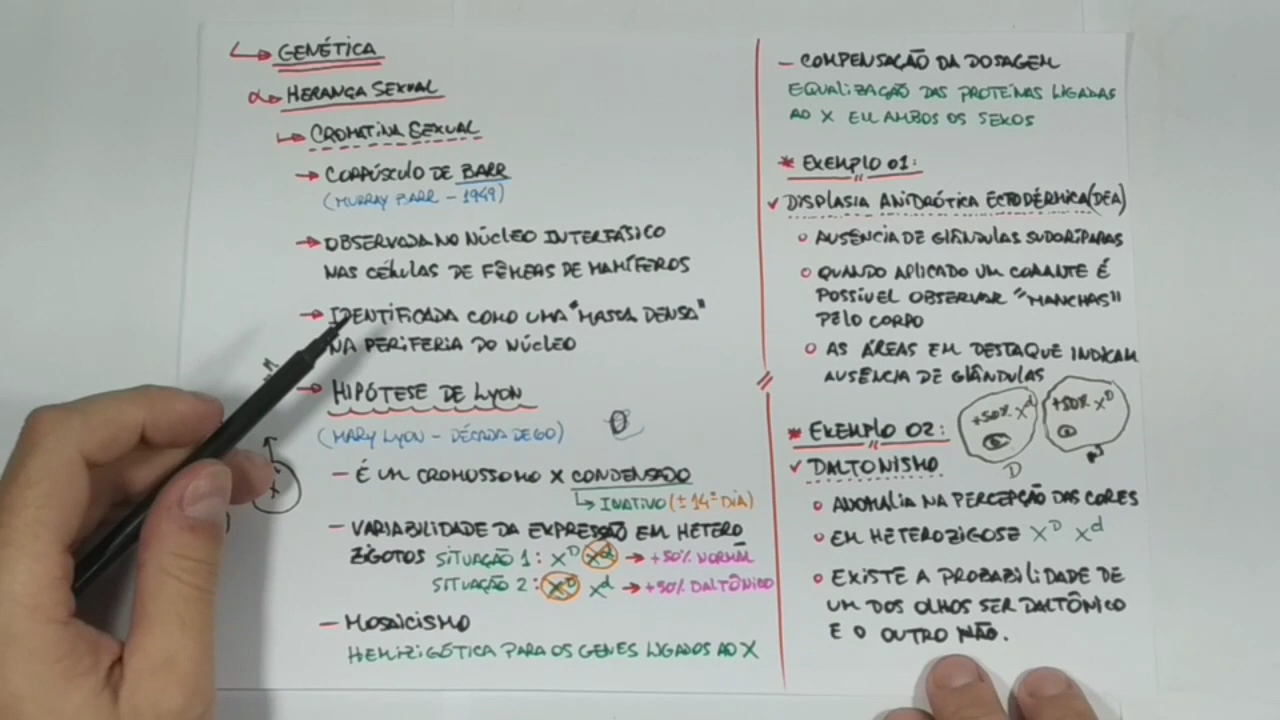 GENÉTICA
HERANÇA SEXUAL
CROMATINA SEXUAL
CORPÚSCULO DE BARR
(MURRAY BARR - 1949)
OBSERVADA NO NÚCLEO INTERFÁSICO
NAS CÉLULAS DE FÊMEAS DE MAMÍFEROS
IDENTIFICADA COMO UMA "MASSA DENSA"
NA PERIFERIA DO NÚCLEO
HIPÓTESE DE LYON
(MARY LYON - DÉCADA DE 60)
- É UM CROMOSSOMO X CONDENSADO
INATIVO (± 14º DIA)
- VARIABILIDADE DA EXPRESSÃO EM HETERO
ZIGOTOS SITUAÇÃO 1: X^D X^d → +50% NORMAL
SITUAÇÃO 2: X^D X^d → +50% DALTÔNICO
- MOSAICISMO
HEMIZIGÓTICA PARA OS GENES LIGADOS AO X
- COMPENSAÇÃO DA DOSAGEM
EQUALIZAÇÃO DAS PROTEÍNAS LIGADAS
AO X EM AMBOS OS SEXOS
* EXEMPLO 01:
✓ DISPLASIA ANIDRÓTICA ECTODÉRMICA (DEA)
AUSÊNCIA DE GLÂNDULAS SUDORÍPARAS
QUANDO APLICADO UM CORANTE É
POSSÍVEL OBSERVAR "MANCHAS"
PELO CORPO
AS ÁREAS EM DESTAQUE INDICAM
AUSÊNCIA DE GLÂNDULAS
+50% X^d
+50% X^D
D
* EXEMPLO 02:
✓ DALTONISMO
ANOMALIA NA PERCEPÇÃO DAS CORES
EM HETEROZIGOSE X^D X^d
EXISTE A PROBABILIDADE DE
UM DOS OLHOS SER DALTÔNICO
E O OUTRO NÃO.